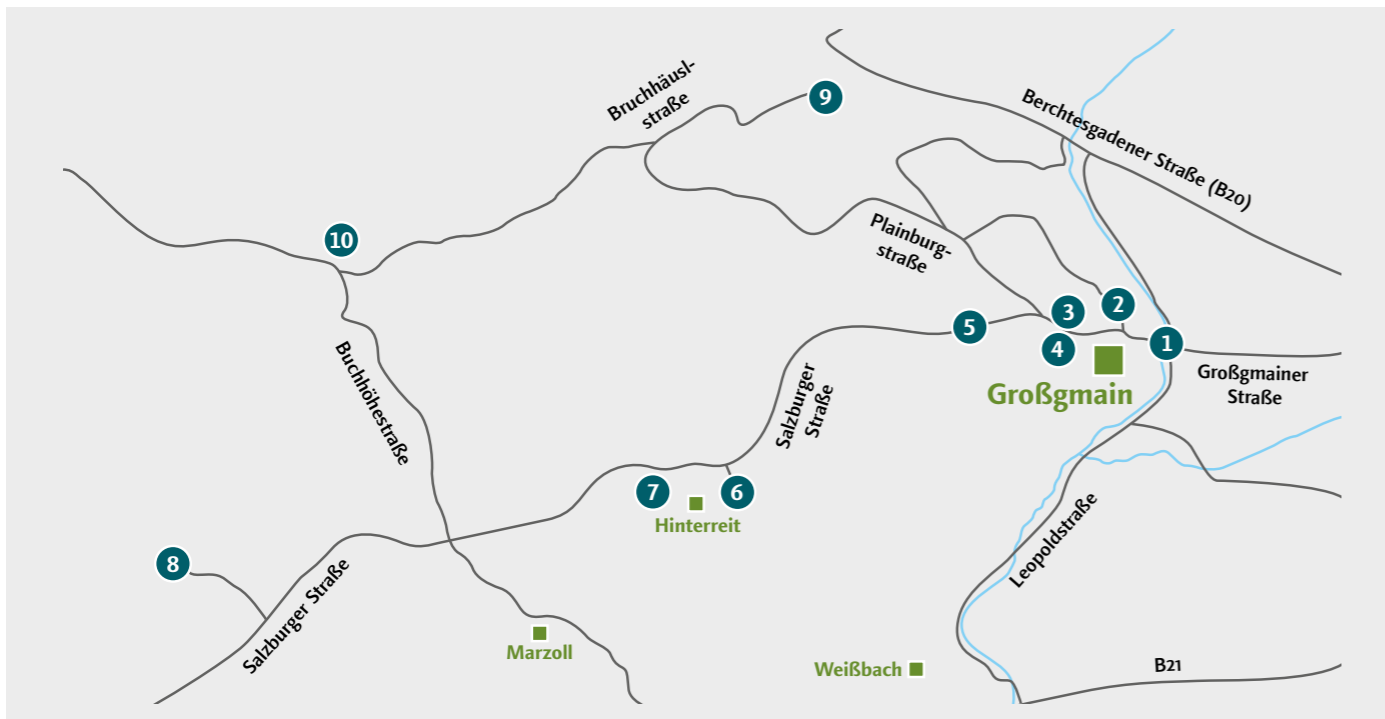 Bruchhäusl-
straße
9
Berchtesgadener Straße (B20)
10
Plainburg-
straße
2
3
5
1
4
Großgmain
Großgmainer
Straße
Buchhöhestraße
Salzburger
Straße
7
6
Hinterreit
Leopoldstraße
8
Salzburger Straße
Marzoll
Weißbach
B21